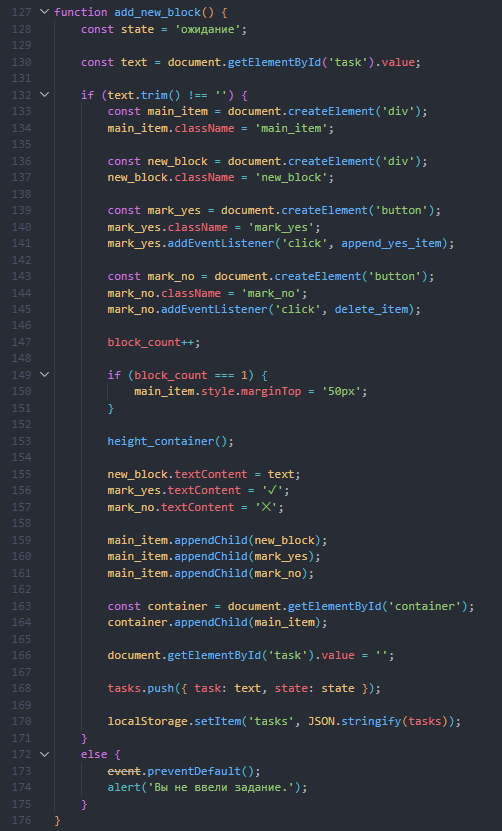 127 function add_new_block() {
128 const state = 'ожидание';
129
130 const text = document.getElementById('task').value;
131
132 if (text.trim() !== '') {
133 const main_item = document.createElement('div');
134 main_item.className = 'main_item';
135
136 const new_block = document.createElement('div');
137 new_block.className = 'new_block';
138
139 const mark_yes = document.createElement('button');
140 mark_yes.className = 'mark_yes';
141 mark_yes.addEventListener('click', append_yes_item);
142
143 const mark_no = document.createElement('button');
144 mark_no.className = 'mark_no';
145 mark_no.addEventListener('click', delete_item);
146
147 block_count++;
148
149 if (block_count === 1) {
150 main_item.style.marginTop = '50px';
151 }
152
153 height_container();
154
155 new_block.textContent = text;
156 mark_yes.textContent = '✓';
157 mark_no.textContent = '✕';
158
159 main_item.appendChild(new_block);
160 main_item.appendChild(mark_yes);
161 main_item.appendChild(mark_no);
162
163 const container = document.getElementById('container');
164 container.appendChild(main_item);
165
166 document.getElementById('task').value = '';
167
168 tasks.push({ task: text, state: state });
169
170 localStorage.setItem('tasks', JSON.stringify(tasks));
171 }
172 else {
173 event.preventDefault();
174 alert('Вы не ввели задание.');
175 }
176 }